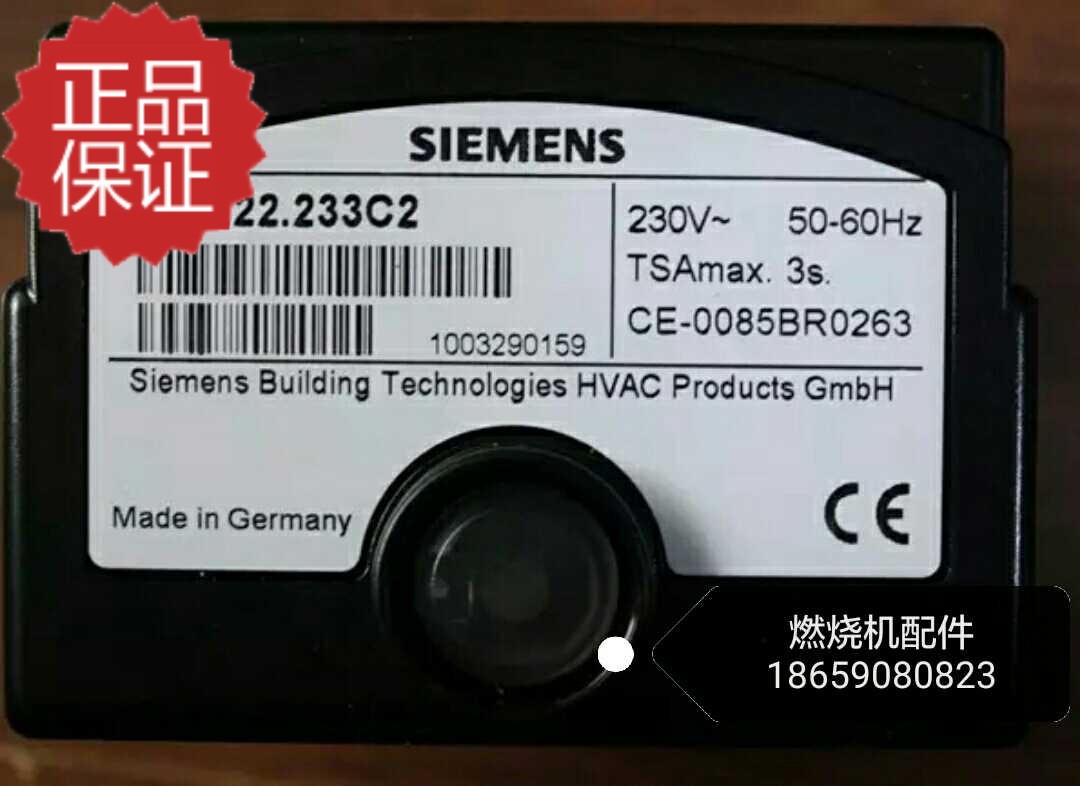 正品
保证
SIEMENS
22.233C2
230V~ 50-60Hz
TSAmax. 3s.
CE-0085BR0263
1003290159
Siemens Building Technologies HVAC Products GmbH
Made in Germany
CE
燃烧机配件
18659080823